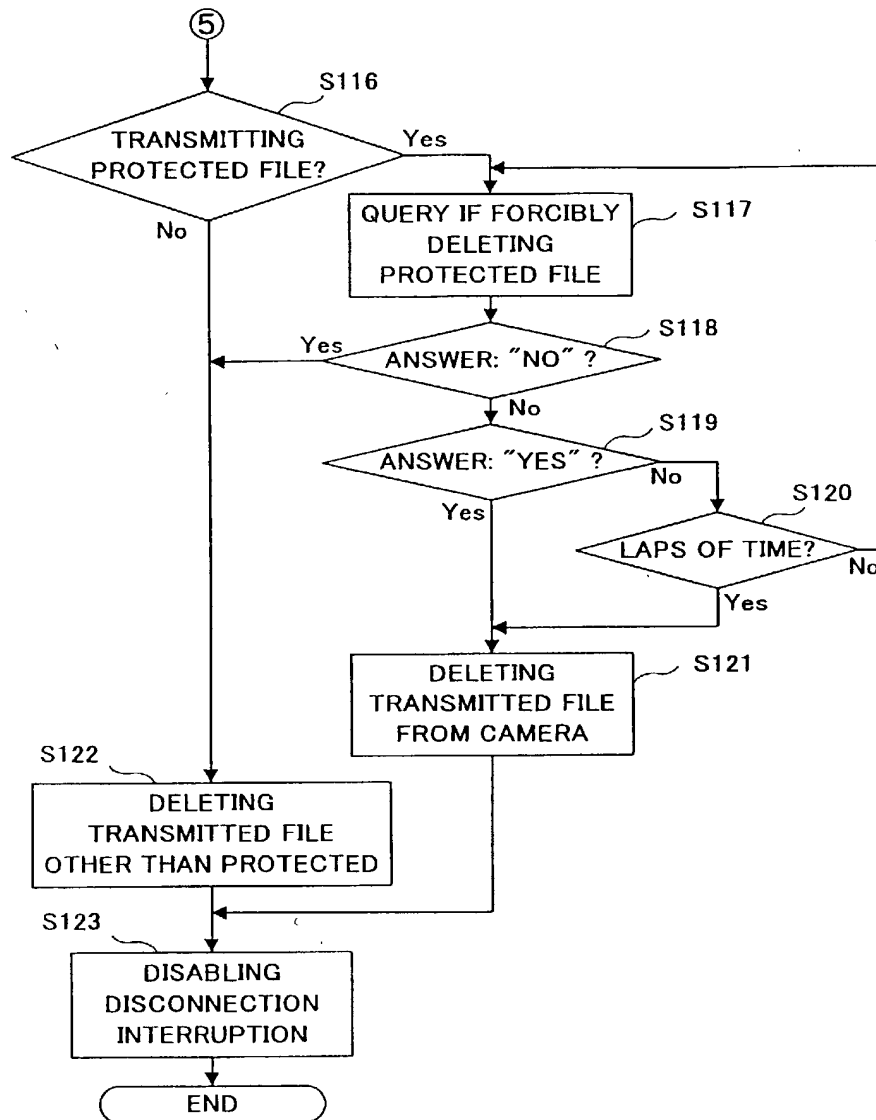 ⑤
S116
TRANSMITTING
PROTECTED FILE?
Yes
No
QUERY IF FORCIBLY
DELETING
PROTECTED FILE
S117
S118
Yes
ANSWER: "NO" ?
No
S119
ANSWER: "YES" ?
No
Yes
S120
LAPS OF TIME?
No
Yes
S121
DELETING
TRANSMITTED FILE
FROM CAMERA
S122
DELETING
TRANSMITTED FILE
OTHER THAN PROTECTED
S123
DISABLING
DISCONNECTION
INTERRUPTION
END